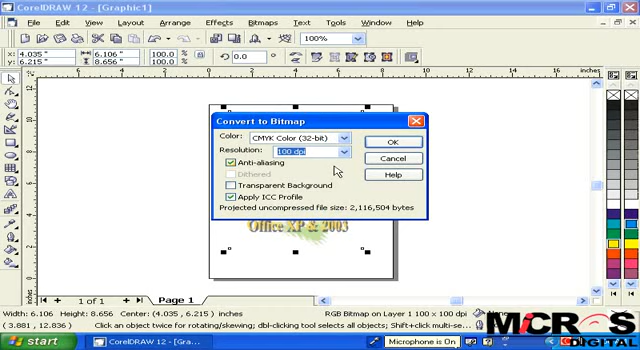 CorelDRAW 12 - [Graphic1]
File Edit View Layout Arrange Effects Bitmaps Text Tools Window Help
100%
x: 4.035 " 6.106 " 100.0 0.0
y: 6.215 " 8.656 " 100.0
inches
Convert to Bitmap
Color: CMYK Color (32-bit) OK
Resolution: 100 dpi
Anti-aliasing Cancel
Dithered Help
Transparent Background
Apply ICC Profile
Projected uncompressed file size: 2,116,504 bytes
Office XP & 2003
1 of 1 Page 1
Width: 6.106 Height: 8.656 Center: (4.035, 6.215) inches RGB Bitmap on Layer 1 100 x 100 dpi
(3.881, 12.836) Click an object twice for rotating/skewing; dbl-clicking tool selects all objects; Shift+click multi-se...
MiCROS
DIGITAL
start CorelDRAW 12 - [Gra... Microphone is On